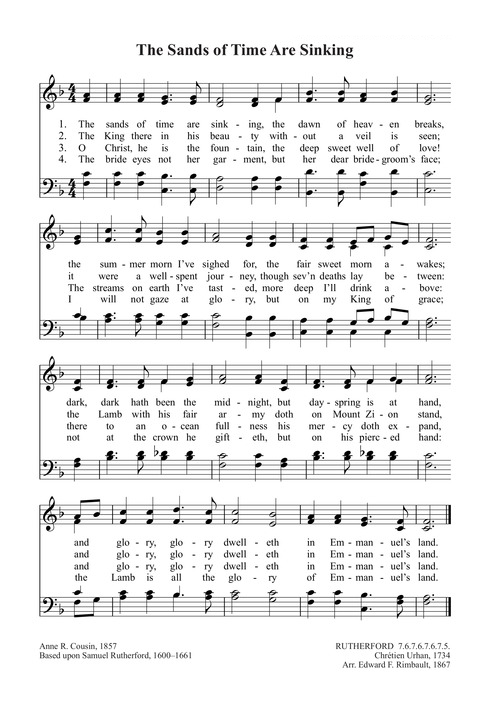 The Sands of Time Are Sinking
1. The sands of time are sink - ing, the dawn of heav - en breaks,
2. The King there in his beau - ty with - out a veil is seen;
3. O Christ, he is the foun - tain, the deep sweet well of love!
4. The bride eyes not her gar - ment, but her dear bride - groom's face;
the sum - mer morn I've sighed for, the fair sweet morn a - wakes;
it were a well - spent jour - ney, though sev'n deaths lay be - tween:
The streams on earth I've tast - ed, more deep I'll drink a - bove:
I will not gaze at glo - ry, but on my King of grace;
dark, dark hath been the mid - night, but day - spring is at hand,
the Lamb with his fair ar - my doth on Mount Zi - on stand,
there to an o - cean full - ness his mer - cy doth ex - pand,
not at the crown he gift - eth, but on his pierc - ed hand:
and glo - ry, glo - ry dwell - eth in Em - man - uel's land.
and glo - ry, glo - ry dwell - eth in Em - man - uel's land.
and glo - ry, glo - ry dwell - eth in Em - man - uel's land.
the Lamb is all the glo - ry of Em - man - uel's land.
Anne R. Cousin, 1857
Based upon Samuel Rutherford, 1600–1661
RUTHERFORD 7.6.7.6.7.6.7.5.
Chrétien Urhan, 1734
Arr. Edward F. Rimbault, 1867